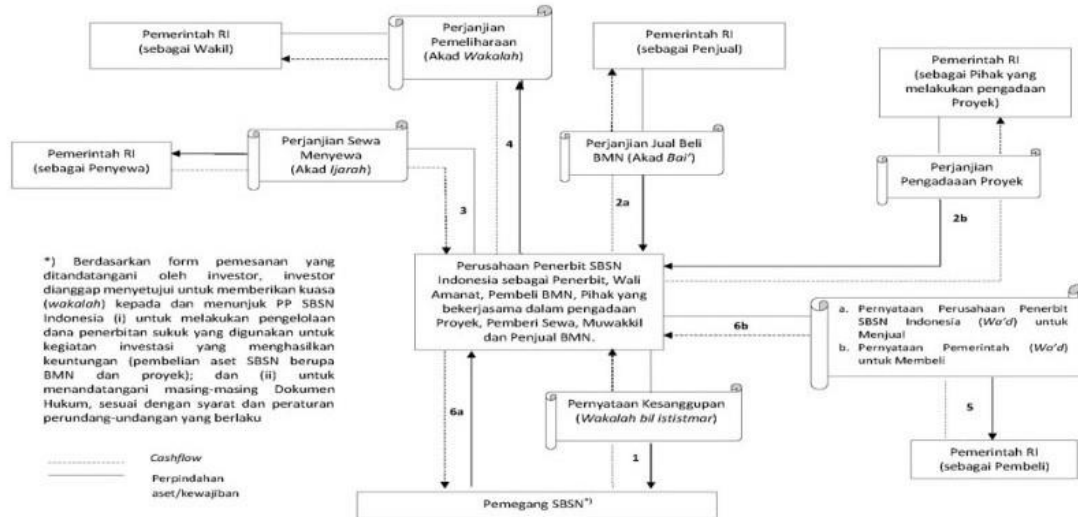 Pemerintah RI
(sebagai Wakil)
Perjanjian
Pemeliharaan
(Akad Wakalah)
Pemerintah RI
(sebagai Penjual)
Pemerintah RI
(sebagai Pihak yang
melakukan pengadaan
Proyek)
Pemerintah RI
(sebagai Penyewa)
Perjanjian Sewa
Menyewa
(Akad Ijarah)
4
Perjanjian Jual Beli
BMN (Akad Bai')
Perjanjian
Pengadaaan Proyek
3
2a
2b
*) Berdasarkan form pemesanan yang
ditandatangani oleh investor, investor
dianggap menyetujui untuk memberikan kuasa
(wakalah) kepada dan menunjuk PP SBSN
Indonesia (i) untuk melakukan pengelolaan
dana penerbitan sukuk yang digunakan untuk
kegiatan investasi yang menghasilkan
keuntungan (pembelian aset SBSN berupa
BMN dan proyek); dan (ii) untuk
menandatangani masing-masing Dokumen
Hukum, sesuai dengan syarat dan peraturan
perundang-undangan yang berlaku
Perusahaan Penerbit SBSN
Indonesia sebagai Penerbit, Wali
Amanat, Pembeli BMN, Pihak yang
bekerjasama dalam pengadaan
Proyek, Pemberi Sewa, Muwakkil
dan Penjual BMN.
6b
a. Pernyataan Perusahaan Penerbit
SBSN Indonesia (Wa'd) untuk
Menjual
b. Pernyataan Pemerintah (Wa'd)
untuk Membeli
6a
Pernyataan Kesanggupan
(Wakalah bil ististmar)
5
1
Pemerintah RI
(sebagai Pembeli)
Cashflow
Perpindahan
aset/kewajiban
Pemegang SBSN*)